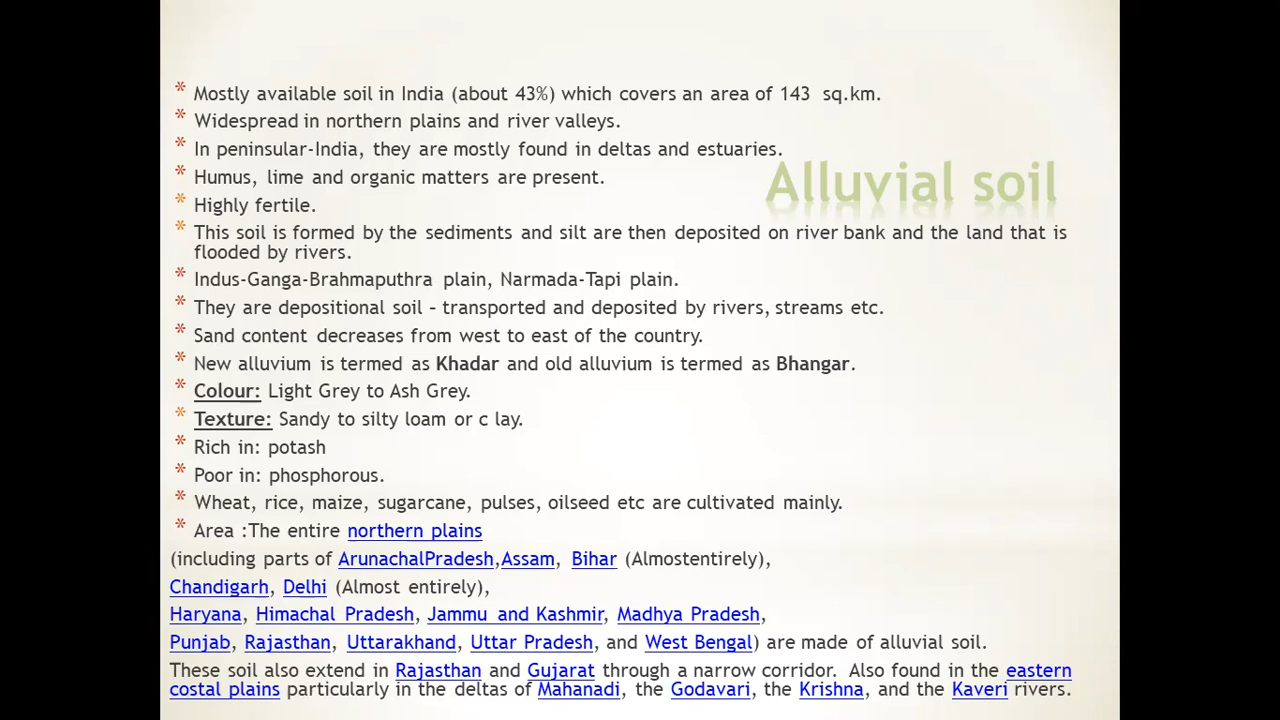 Alluvial soil
* Mostly available soil in India (about 43%) which covers an area of 143 sq.km.
* Widespread in northern plains and river valleys.
* In peninsular-India, they are mostly found in deltas and estuaries.
* Humus, lime and organic matters are present.
* Highly fertile.
* This soil is formed by the sediments and silt are then deposited on river bank and the land that is
flooded by rivers.
* Indus-Ganga-Brahmaputhra plain, Narmada-Tapi plain.
* They are depositional soil – transported and deposited by rivers, streams etc.
* Sand content decreases from west to east of the country.
* New alluvium is termed as Khadar and old alluvium is termed as Bhangar.
* Colour: Light Grey to Ash Grey.
* Texture: Sandy to silty loam or c lay.
* Rich in: potash
* Poor in: phosphorous.
* Wheat, rice, maize, sugarcane, pulses, oilseed etc are cultivated mainly.
* Area :The entire northern plains
(including parts of ArunachalPradesh,Assam, Bihar (Almostentirely),
Chandigarh, Delhi (Almost entirely),
Haryana, Himachal Pradesh, Jammu and Kashmir, Madhya Pradesh,
Punjab, Rajasthan, Uttarakhand, Uttar Pradesh, and West Bengal) are made of alluvial soil.
These soil also extend in Rajasthan and Gujarat through a narrow corridor. Also found in the eastern
costal plains particularly in the deltas of Mahanadi, the Godavari, the Krishna, and the Kaveri rivers.